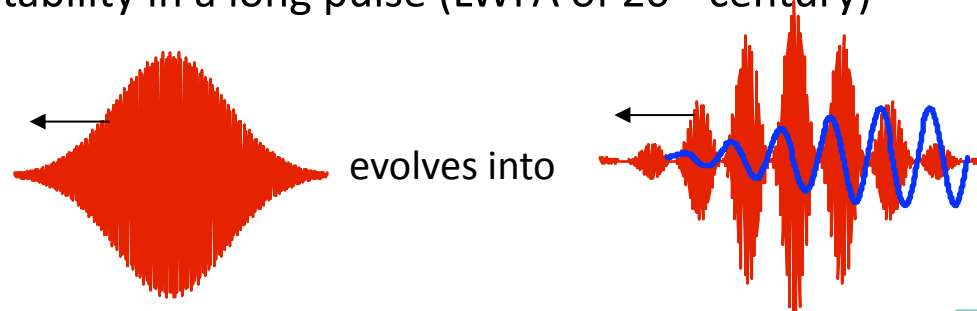 tability in a long pulse (LWFA of 20 century)
evolves into